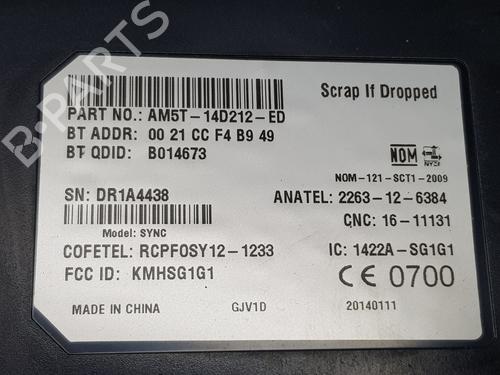 Scrap If Dropped
PART NO.: AM5T-14D212-ED
BT ADDR: 00 21 CC F4 B9 49
BT QDID: B014673
NOM NYCE
NOM-121-SCT1-2009
SN: DR1A4438
ANATEL: 2263-12-6384
CNC: 16-11131
Model: SYNC
COFETEL: RCPFOSY12-1233
IC: 1422A-SG1G1
FCC ID: KMHSG1G1
CE 0700
MADE IN CHINA
GJV1D
20140111
B-PARTS